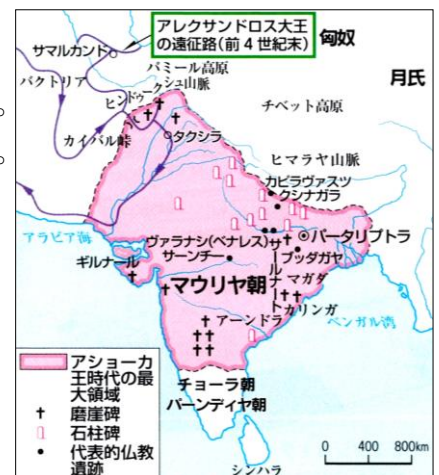 アレクサンドロス大王
の遠征路(前4世紀末)
匈奴
月氏
サマルカンド
バクトリア
パミール高原
ヒンドゥークシュ山脈
チベット高原
カイバル峠
タクシラ
ヒマラヤ山脈
カピラヴァスツ
クシナガラ
アラビア海
ヴァラナシ(ベナレス)
サールナート
パータリプトラ
サーンチー
ブッダガヤ
ギルナール
マウリヤ朝
マガダ
カリンガ
アーンドラ
ベンガル湾
アショーカ
王時代の最
大領域
磨崖碑
石柱碑
代表的仏教
遺跡
チョーラ朝
パーンディヤ朝
シンハラ
0 400 800km